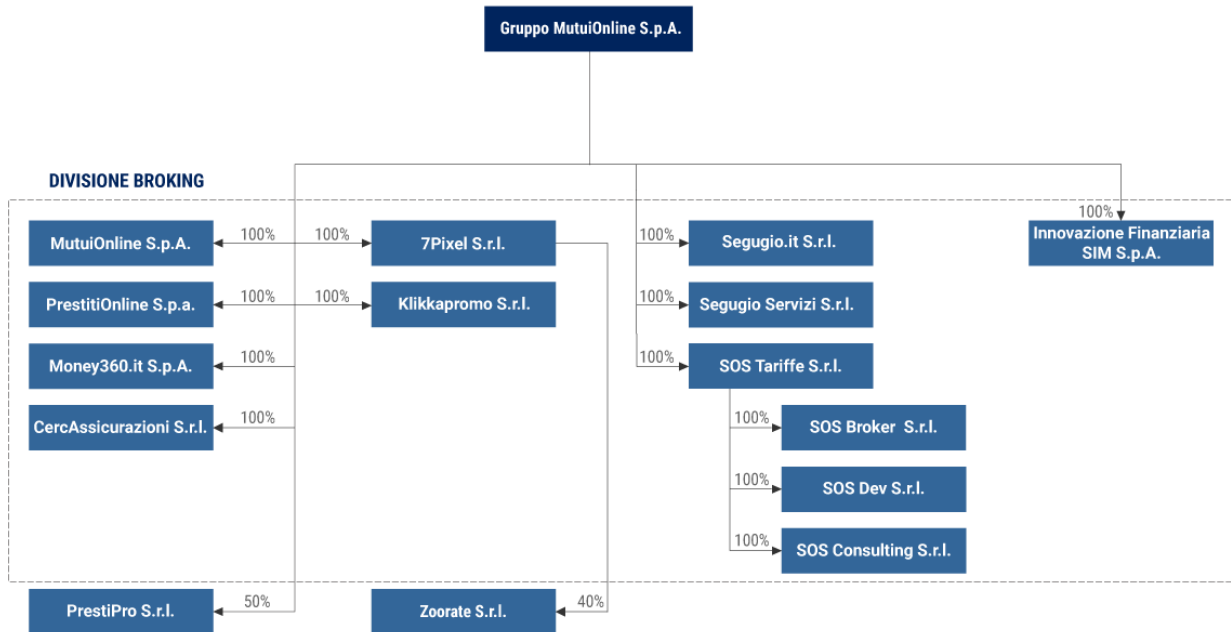 Gruppo MutuiOnline S.p.A.
DIVISIONE BROKING
100%
MutuiOnline S.p.A.
100%
100%
7Pixel S.r.l.
100%
Segugio.it S.r.l.
Innovazione Finanziaria
SIM S.p.A.
PrestitiOnline S.p.a.
100%
100%
Klikkapromo S.r.l.
100%
Segugio Servizi S.r.l.
Money360.it S.p.A.
100%
100%
SOS Tariffe S.r.l.
CercAssicurazioni S.r.l.
100%
100%
SOS Broker S.r.l.
100%
SOS Dev S.r.l.
100%
SOS Consulting S.r.l.
PrestiPro S.r.l.
50%
Zoorate S.r.l.
40%